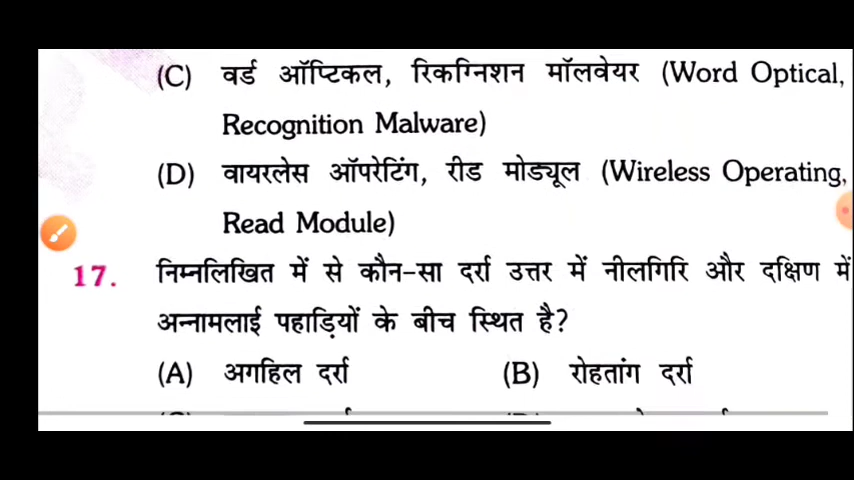 (C) वर्ड ऑप्टिकल, रिकग्निशन मॉलवेयर (Word Optical,
Recognition Malware)
(D) वायरलेस ऑपरेटिंग, रीड मोड्यूल (Wireless Operating,
Read Module)
17. निम्नलिखित में से कौन-सा दर्रा उत्तर में नीलगिरि और दक्षिण में
अन्नामलाई पहाड़ियों के बीच स्थित है?
(A) अगहिल दर्रा (B) रोहतांग दर्रा